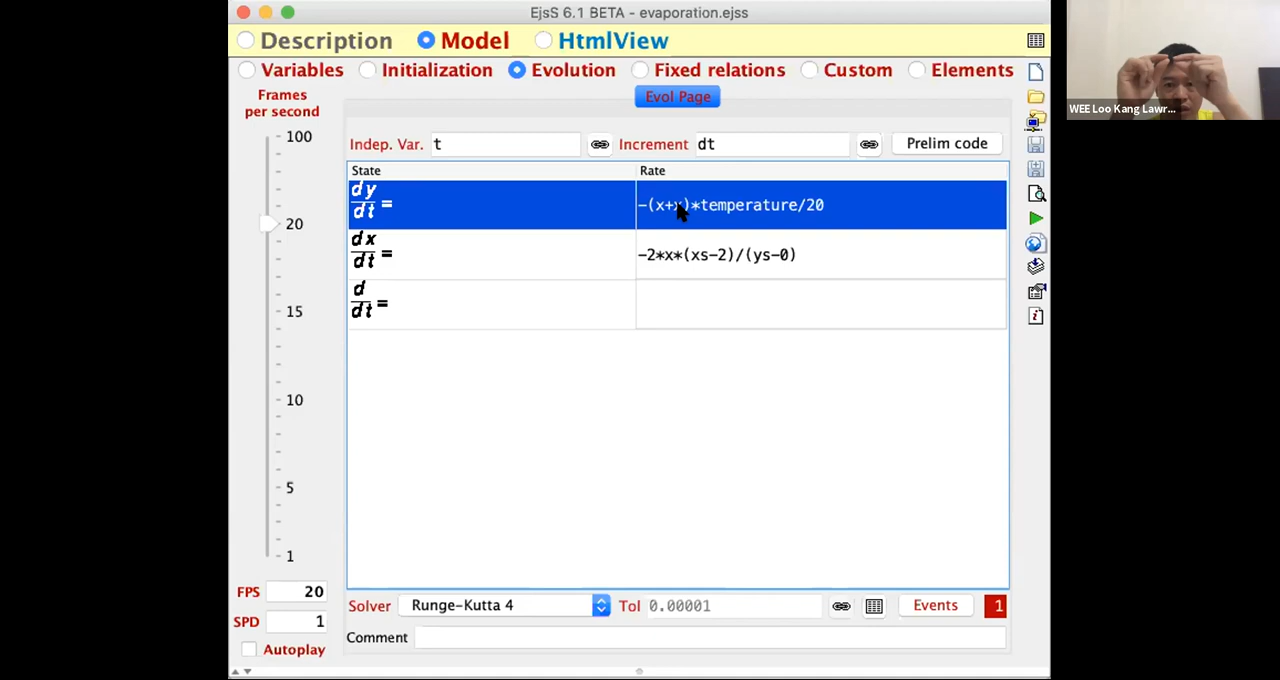 EjsS 6.1 BETA - evaporation.ejss
Description Model HtmlView
Variables Initialization Evolution Fixed relations Custom Elements
Frames per second
Evol Page
Indep. Var. t Increment dt Prelim code
State Rate
dy/dt= -(x+x)*temperature/20
dx/dt= -2*x*(xs-2)/(ys-0)
d/dt=
100
20
15
10
5
1
FPS 20
SPD 1
Autoplay
Solver Runge-Kutta 4 Tol 0.00001 Events 1
Comment
WEE Loo Kang Lawr...